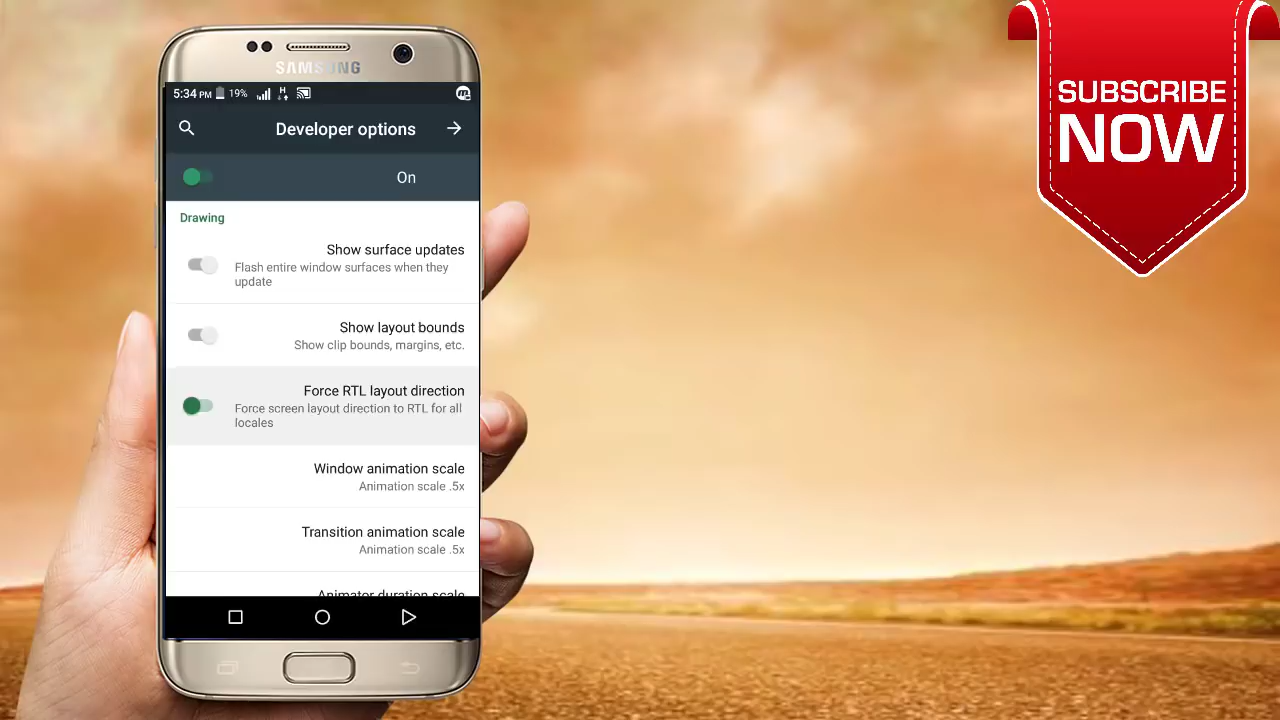 SAMSUNG
5:34 PM 19% H
Developer options
On
Drawing
Show surface updates
Flash entire window surfaces when they
update
Show layout bounds
Show clip bounds, margins, etc.
Force RTL layout direction
Force screen layout direction to RTL for all
locales
Window animation scale
Animation scale .5x
Transition animation scale
Animation scale .5x
Animator duration scale
SUBSCRIBE
NOW